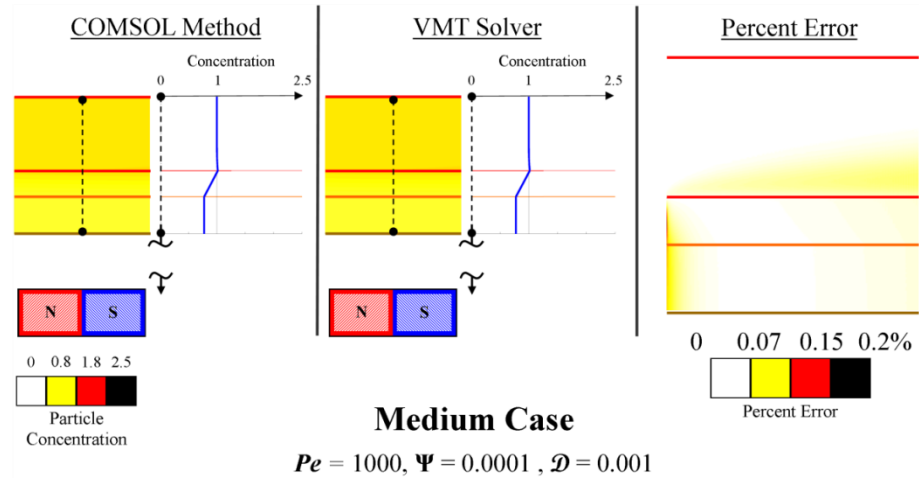 COMSOL Method
VMT Solver
Percent Error
Concentration
0 1 2.5
Concentration
0 1 2.5
N S
N S
0 0.8 1.8 2.5
Particle
Concentration
0 0.07 0.15 0.2%
Percent Error
Medium Case
Pe = 1000, Ψ = 0.0001 , 𝒟 = 0.001